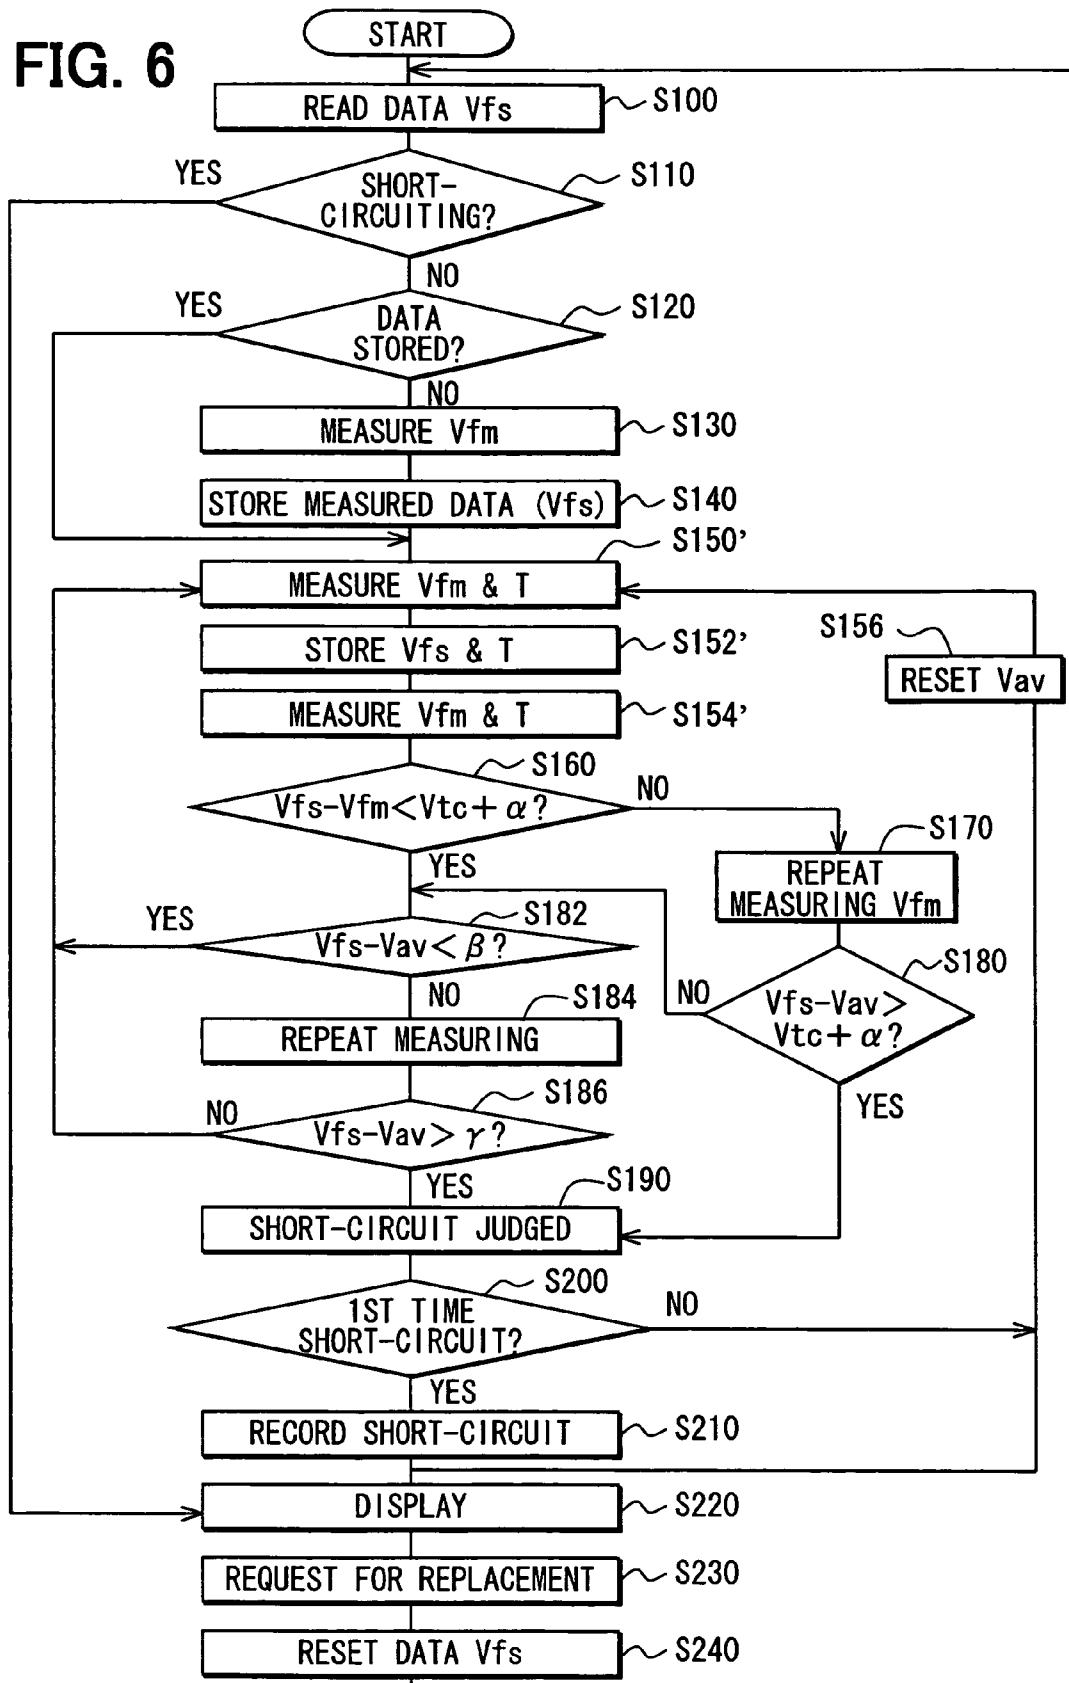 FIG. 6
START
READ DATA Vfs
S100
YES
SHORT-
CIRCUITING?
S110
NO
YES
DATA
STORED?
S120
NO
MEASURE Vfm
S130
STORE MEASURED DATA (Vfs)
S140
S150'
MEASURE Vfm & T
STORE Vfs & T
S152'
S156
RESET Vav
MEASURE Vfm & T
S154'
S160
Vfs-Vfm<Vtc+α?
NO
YES
S170
REPEAT
MEASURING Vfm
YES
S182
Vfs-Vav<β?
NO
S180
NO
Vfs-Vav>
Vtc+α?
YES
S184
REPEAT MEASURING
S186
NO
Vfs-Vav>γ?
YES
S190
SHORT-CIRCUIT JUDGED
S200
1ST TIME
SHORT-CIRCUIT?
NO
YES
RECORD SHORT-CIRCUIT
S210
DISPLAY
S220
REQUEST FOR REPLACEMENT
S230
RESET DATA Vfs
S240